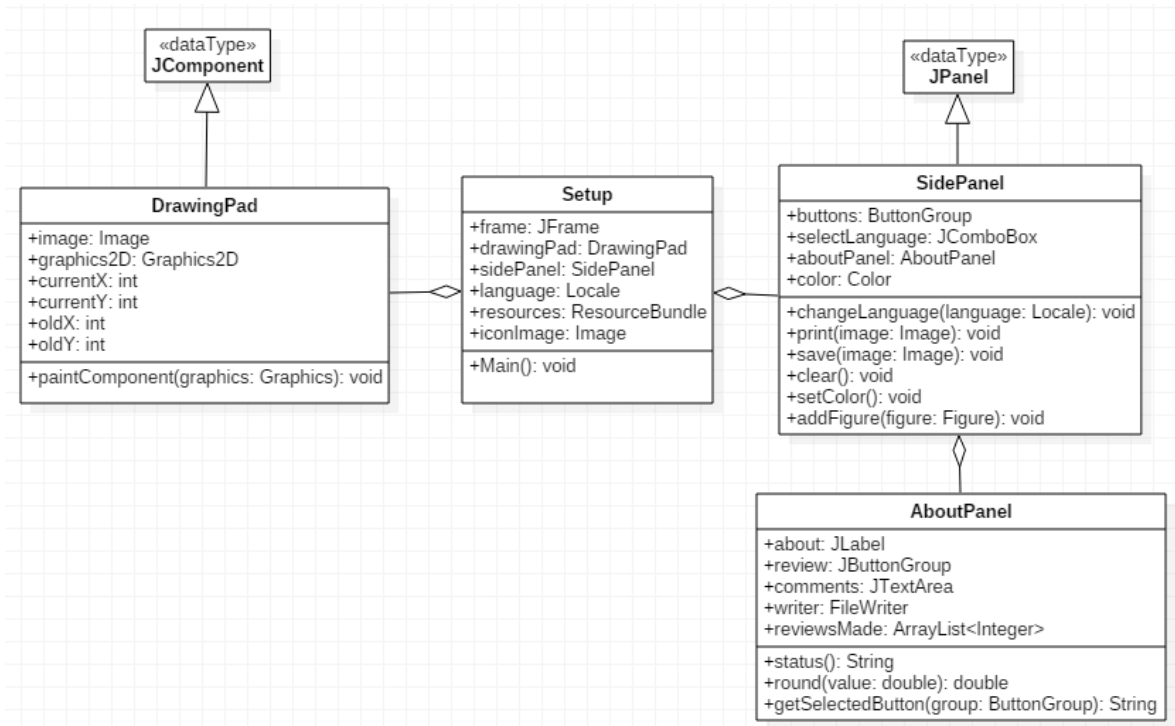 «dataType»
JComponent
«dataType»
JPanel
DrawingPad
+image: Image
+graphics2D: Graphics2D
+currentX: int
+currentY: int
+oldX: int
+oldY: int
+paintComponent(graphics: Graphics): void
Setup
+frame: JFrame
+drawingPad: DrawingPad
+sidePanel: SidePanel
+language: Locale
+resources: ResourceBundle
+iconImage: Image
+Main(): void
SidePanel
+buttons: ButtonGroup
+selectLanguage: JComboBox
+aboutPanel: AboutPanel
+color: Color
+changeLanguage(language: Locale): void
+print(image: Image): void
+save(image: Image): void
+clear(): void
+setColor(): void
+addFigure(figure: Figure): void
AboutPanel
+about: JLabel
+review: JButtonGroup
+comments: JTextArea
+writer: FileWriter
+reviewsMade: ArrayList<Integer>
+status(): String
+round(value: double): double
+getSelectedButton(group: ButtonGroup): String